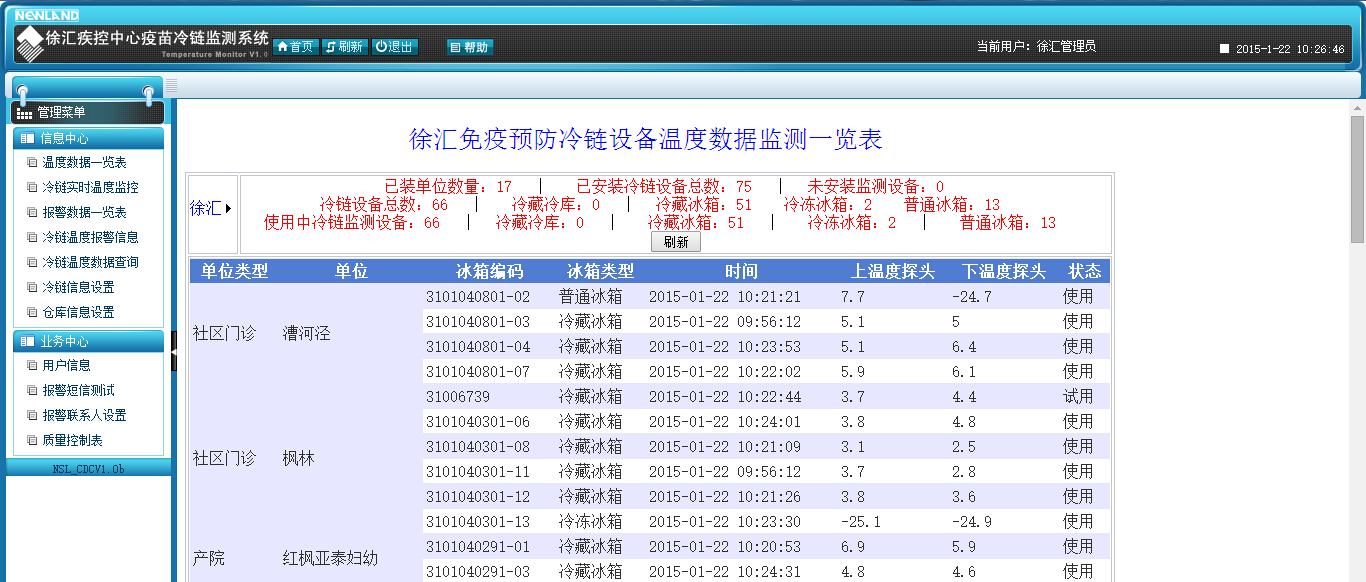 NENLAND
徐汇疾控中心疫苗冷链监测系统
Temperature Monitor V1.0
首页 刷新 退出 帮助
当前用户：徐汇管理员
2015-1-22 10:26:46
管理菜单
信息中心
温度数据一览表
冷链实时温度监控
报警数据一览表
冷链温度报警信息
冷链温度数据查询
冷链信息设置
仓库信息设置
业务中心
用户信息
报警短信测试
报警联系人设置
质量控制表
NSL_CDCV1.0b
徐汇免疫预防冷链设备温度数据监测一览表
徐汇
已装单位数量：17 | 已安装冷链设备总数：75 | 未安装监测设备：0
冷链设备总数：66 | 冷藏冷库：0 | 冷藏冰箱：51 冷冻冰箱：2 普通冰箱：13
使用中冷链监测设备：66 | 冷藏冷库：0 | 冷藏冰箱：51 | 冷冻冰箱：2 | 普通冰箱：13
刷新
单位类型 单位 冰箱编码 冰箱类型 时间 上温度探头 下温度探头 状态
3101040801-02 普通冰箱 2015-01-22 10:21:21 7.7 -24.7 使用
3101040801-03 冷藏冰箱 2015-01-22 09:56:12 5.1 5 使用
社区门诊 漕河泾
3101040801-04 冷藏冰箱 2015-01-22 10:23:53 5.1 6.4 使用
3101040801-07 冷藏冰箱 2015-01-22 10:22:02 5.9 6.1 使用
31006739 冷藏冰箱 2015-01-22 10:22:44 3.7 4.4 试用
3101040301-06 冷藏冰箱 2015-01-22 10:24:01 3.8 4.8 使用
3101040301-08 冷藏冰箱 2015-01-22 10:21:09 3.1 2.5 使用
社区门诊 枫林
3101040301-11 冷藏冰箱 2015-01-22 09:56:12 3.7 2.8 使用
3101040301-12 冷藏冰箱 2015-01-22 10:21:26 3.8 3.6 使用
3101040301-13 冷冻冰箱 2015-01-22 10:23:30 -25.1 -24.9 使用
3101040291-01 冷藏冰箱 2015-01-22 10:20:53 6.9 5.9 使用
产院 红枫亚泰妇幼
3101040291-03 冷藏冰箱 2015-01-22 10:24:31 4.8 4.6 使用